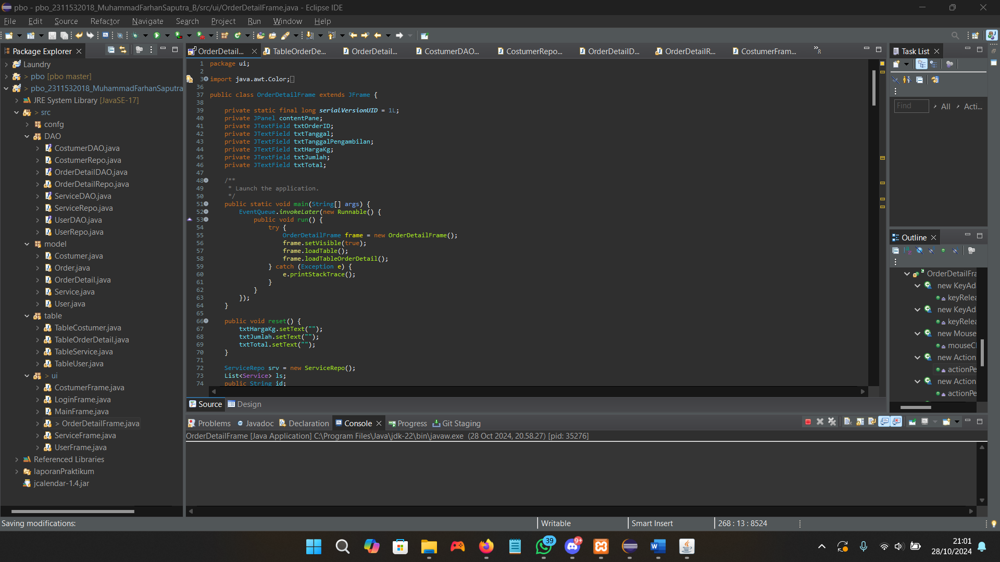 pbo - pbo_2311532018_MuhammadFarhanSaputra_B/src/ui/OrderDetailFrame.java - Eclipse IDE
File Edit Source Refactor Navigate Search Project Run Window Help
Package Explorer
Laundry
> pbo [pbo master]
> pbo_2311532018_MuhammadFarhanSaputra
JRE System Library [JavaSE-17]
> src
confg
DAO
CostumerDAO.java
CostumerRepo.java
OrderDetailDAO.java
OrderDetailRepo.java
ServiceDAO.java
ServiceRepo.java
UserDAO.java
UserRepo.java
model
Costumer.java
Order.java
OrderDetail.java
Service.java
User.java
table
TableCostumer.java
TableOrderDetail.java
TableService.java
TableUser.java
> ui
CostumerFrame.java
LoginFrame.java
MainFrame.java
> OrderDetailFrame.java
ServiceFrame.java
UserFrame.java
Referenced Libraries
laporanPraktikum
jcalendar-1.4.jar
OrderDetail... TableOrderDe... OrderDetail... CostumerDAO... CostumerRepo... OrderDetailD... OrderDetailR... CostumerFram... »8
1 package ui;
2
3 import java.awt.Color;
36
37 public class OrderDetailFrame extends JFrame {
38
39 private static final long serialVersionUID = 1L;
40 private JPanel contentPane;
41 private JTextField txtOrderID;
42 private JTextField txtTanggal;
43 private JTextField txtTanggalPengambilan;
44 private JTextField txtHargaKg;
45 private JTextField txtJumlah;
46 private JTextField txtTotal;
47
48 /**
49 * Launch the application.
50 */
51 public static void main(String[] args) {
52 EventQueue.invokeLater(new Runnable() {
53 public void run() {
54 try {
55 OrderDetailFrame frame = new OrderDetailFrame();
56 frame.setVisible(true);
57 frame.loadTable();
58 frame.loadTableOrderDetail();
59 } catch (Exception e) {
60 e.printStackTrace();
61 }
62 }
63 });
64 }
65
66 public void reset() {
67 txtHargaKg.setText("");
68 txtJumlah.setText("");
69 txtTotal.setText("");
70 }
71
72 ServiceRepo srv = new ServiceRepo();
73 List<Service> ls;
74 public String id;
Source Design
Problems Javadoc Declaration Console Progress Git Staging
OrderDetailFrame [Java Application] C:\Program Files\Java\jdk-22\bin\javaw.exe (28 Oct 2024, 20.58.27) [pid: 35276]
Task List
Find All Acti...
Outline
OrderDetailFra
new KeyAd
keyRelea
new KeyAd
keyRelea
new Mouse
mouseCl
new Action
actionPe
new Action
actionPe
Saving modifications:
Writable
Smart Insert
268 : 13 : 8524
39
9+
21:01
28/10/2024